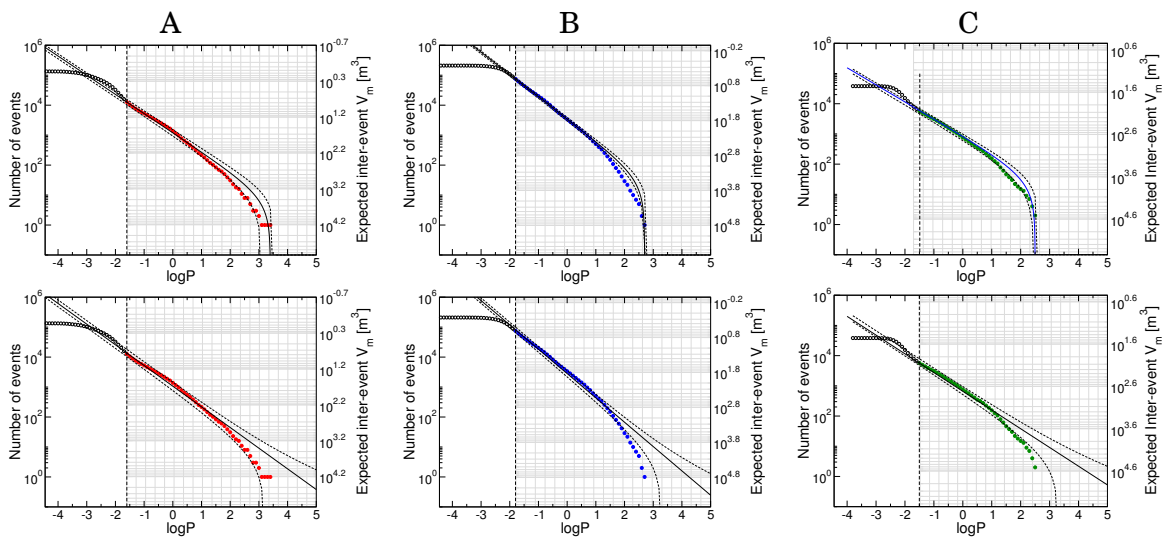 A B C
10^6 10^4 10^2 10^0
Number of events
-4 -3 -2 -1 0 1 2 3 4 5
logP
10^-0.7 10^0.3 10^1.2 10^2.2 10^3.2 10^4.2
Expected inter-event V_m [m^3]
10^6 10^4 10^2 10^0
Number of events
-4 -3 -2 -1 0 1 2 3 4 5
logP
10^-0.2 10^0.8 10^1.8 10^2.8 10^3.8 10^4.8
Expected inter-event V_m [m^3]
10^6 10^4 10^2 10^0
Number of events
-4 -3 -2 -1 0 1 2 3 4 5
logP
10^0.6 10^1.6 10^2.6 10^3.6 10^4.6
Expected inter-event V_m [m^3]
10^6 10^4 10^2 10^0
Number of events
-4 -3 -2 -1 0 1 2 3 4 5
logP
10^-0.7 10^0.3 10^1.2 10^2.2 10^3.2 10^4.2
Expected inter-event V_m [m^3]
10^6 10^4 10^2 10^0
Number of events
-4 -3 -2 -1 0 1 2 3 4 5
logP
10^-0.2 10^0.8 10^1.8 10^2.8 10^3.8 10^4.8
Expected inter-event V_m [m^3]
10^6 10^4 10^2 10^0
Number of events
-4 -3 -2 -1 0 1 2 3 4 5
logP
10^0.6 10^1.6 10^2.6 10^3.6 10^4.6
Expected inter-event V_m [m^3]